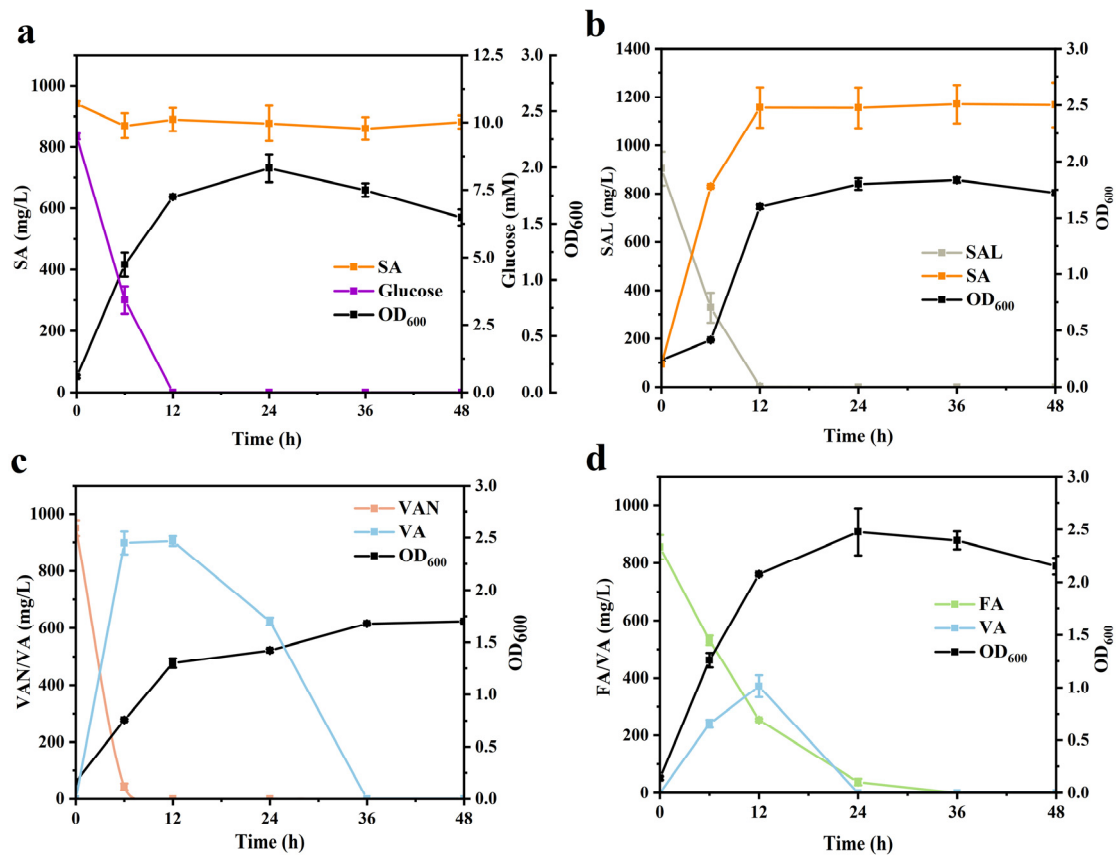 a
SA (mg/L)
1000
800
600
400
200
0
12.5
10.0
7.5
5.0
2.5
0.0
Glucose (mM)
3.0
2.5
2.0
1.5
1.0
0.5
0.0
OD600
SA
Glucose
OD600
0 12 24 36 48
Time (h)
b
SAL (mg/L)
1400
1200
1000
800
600
400
200
0
3.0
2.5
2.0
1.5
1.0
0.5
0.0
OD600
SAL
SA
OD600
0 12 24 36 48
Time (h)
c
VAN/VA (mg/L)
1000
800
600
400
200
0
3.0
2.5
2.0
1.5
1.0
0.5
0.0
OD600
VAN
VA
OD600
0 12 24 36 48
Time (h)
d
FA/VA (mg/L)
1000
800
600
400
200
0
3.0
2.5
2.0
1.5
1.0
0.5
0.0
OD600
FA
VA
OD600
0 12 24 36 48
Time (h)